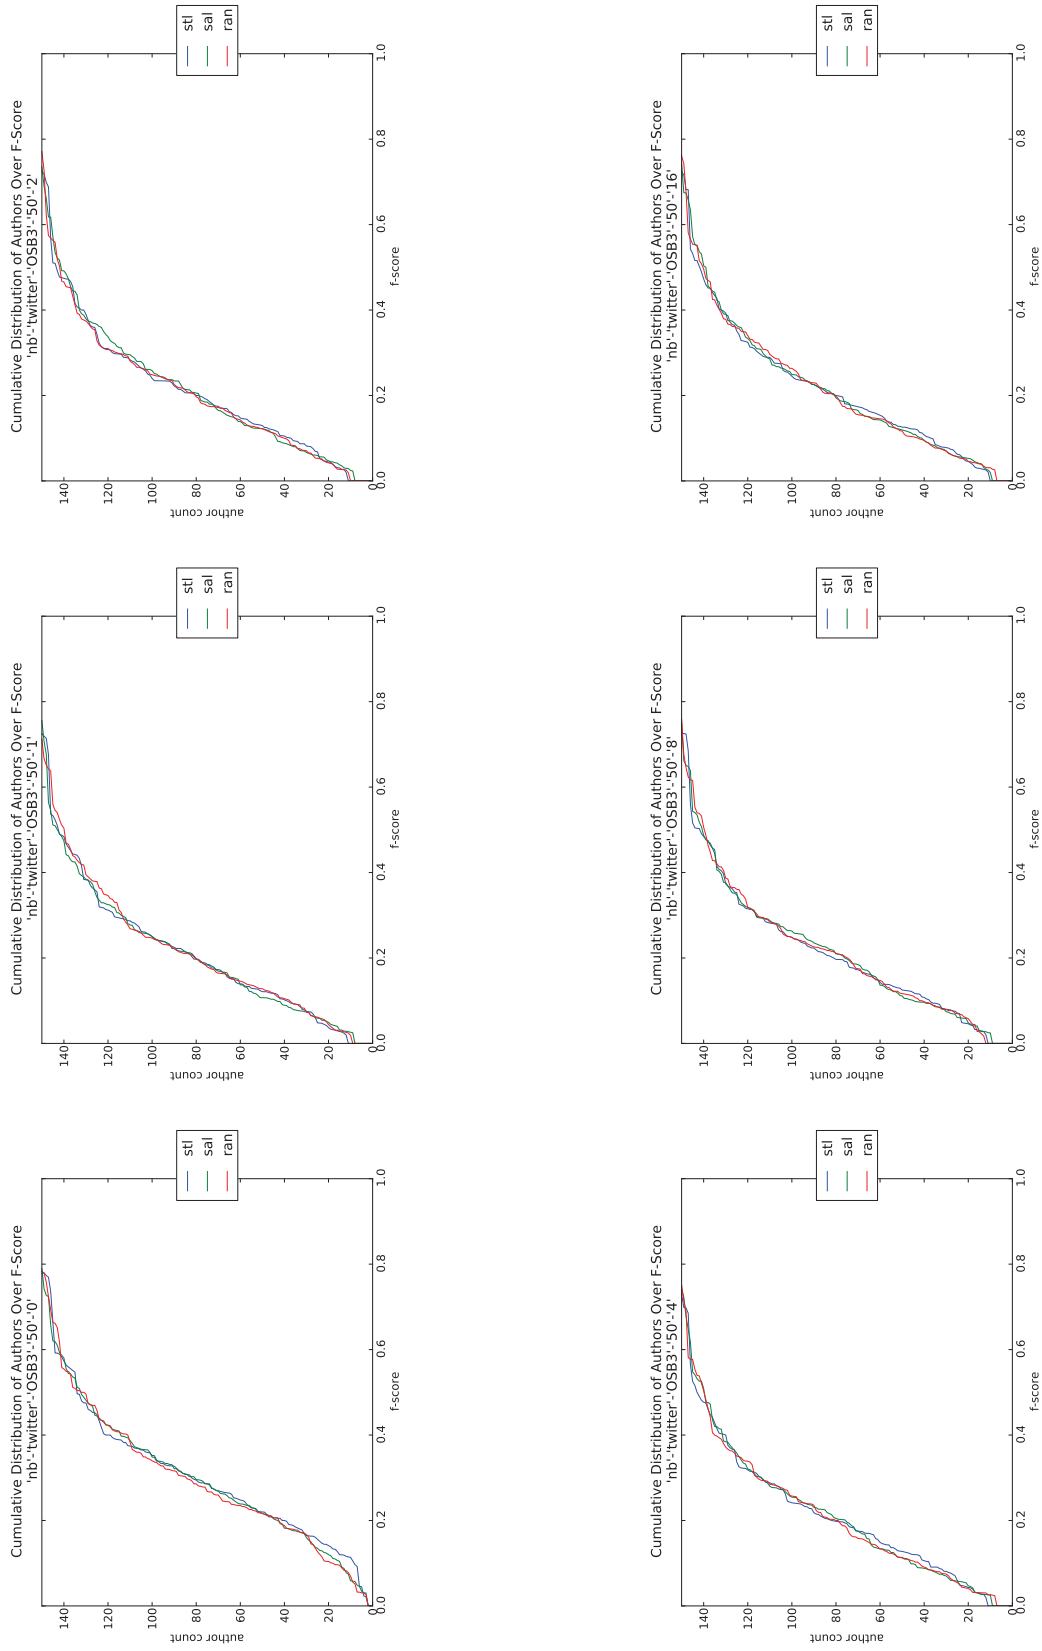 Cumulative Distribution of Authors Over F-Score
'nb'-'twitter'-'OSB3'-'50'-'0'
140
120
100
80
60
40
20
0
author count
0.0 0.2 0.4 0.6 0.8 1.0
f-score
stl
sal
ran
Cumulative Distribution of Authors Over F-Score
'nb'-'twitter'-'OSB3'-'50'-'1'
140
120
100
80
60
40
20
0
author count
0.0 0.2 0.4 0.6 0.8 1.0
f-score
stl
sal
ran
Cumulative Distribution of Authors Over F-Score
'nb'-'twitter'-'OSB3'-'50'-'2'
140
120
100
80
60
40
20
0
author count
0.0 0.2 0.4 0.6 0.8 1.0
f-score
stl
sal
ran
Cumulative Distribution of Authors Over F-Score
'nb'-'twitter'-'OSB3'-'50'-'4'
140
120
100
80
60
40
20
0
author count
0.0 0.2 0.4 0.6 0.8 1.0
f-score
stl
sal
ran
Cumulative Distribution of Authors Over F-Score
'nb'-'twitter'-'OSB3'-'50'-'8'
140
120
100
80
60
40
20
0
author count
0.0 0.2 0.4 0.6 0.8 1.0
f-score
stl
sal
ran
Cumulative Distribution of Authors Over F-Score
'nb'-'twitter'-'OSB3'-'50'-'16'
140
120
100
80
60
40
20
0
author count
0.0 0.2 0.4 0.6 0.8 1.0
f-score
stl
sal
ran